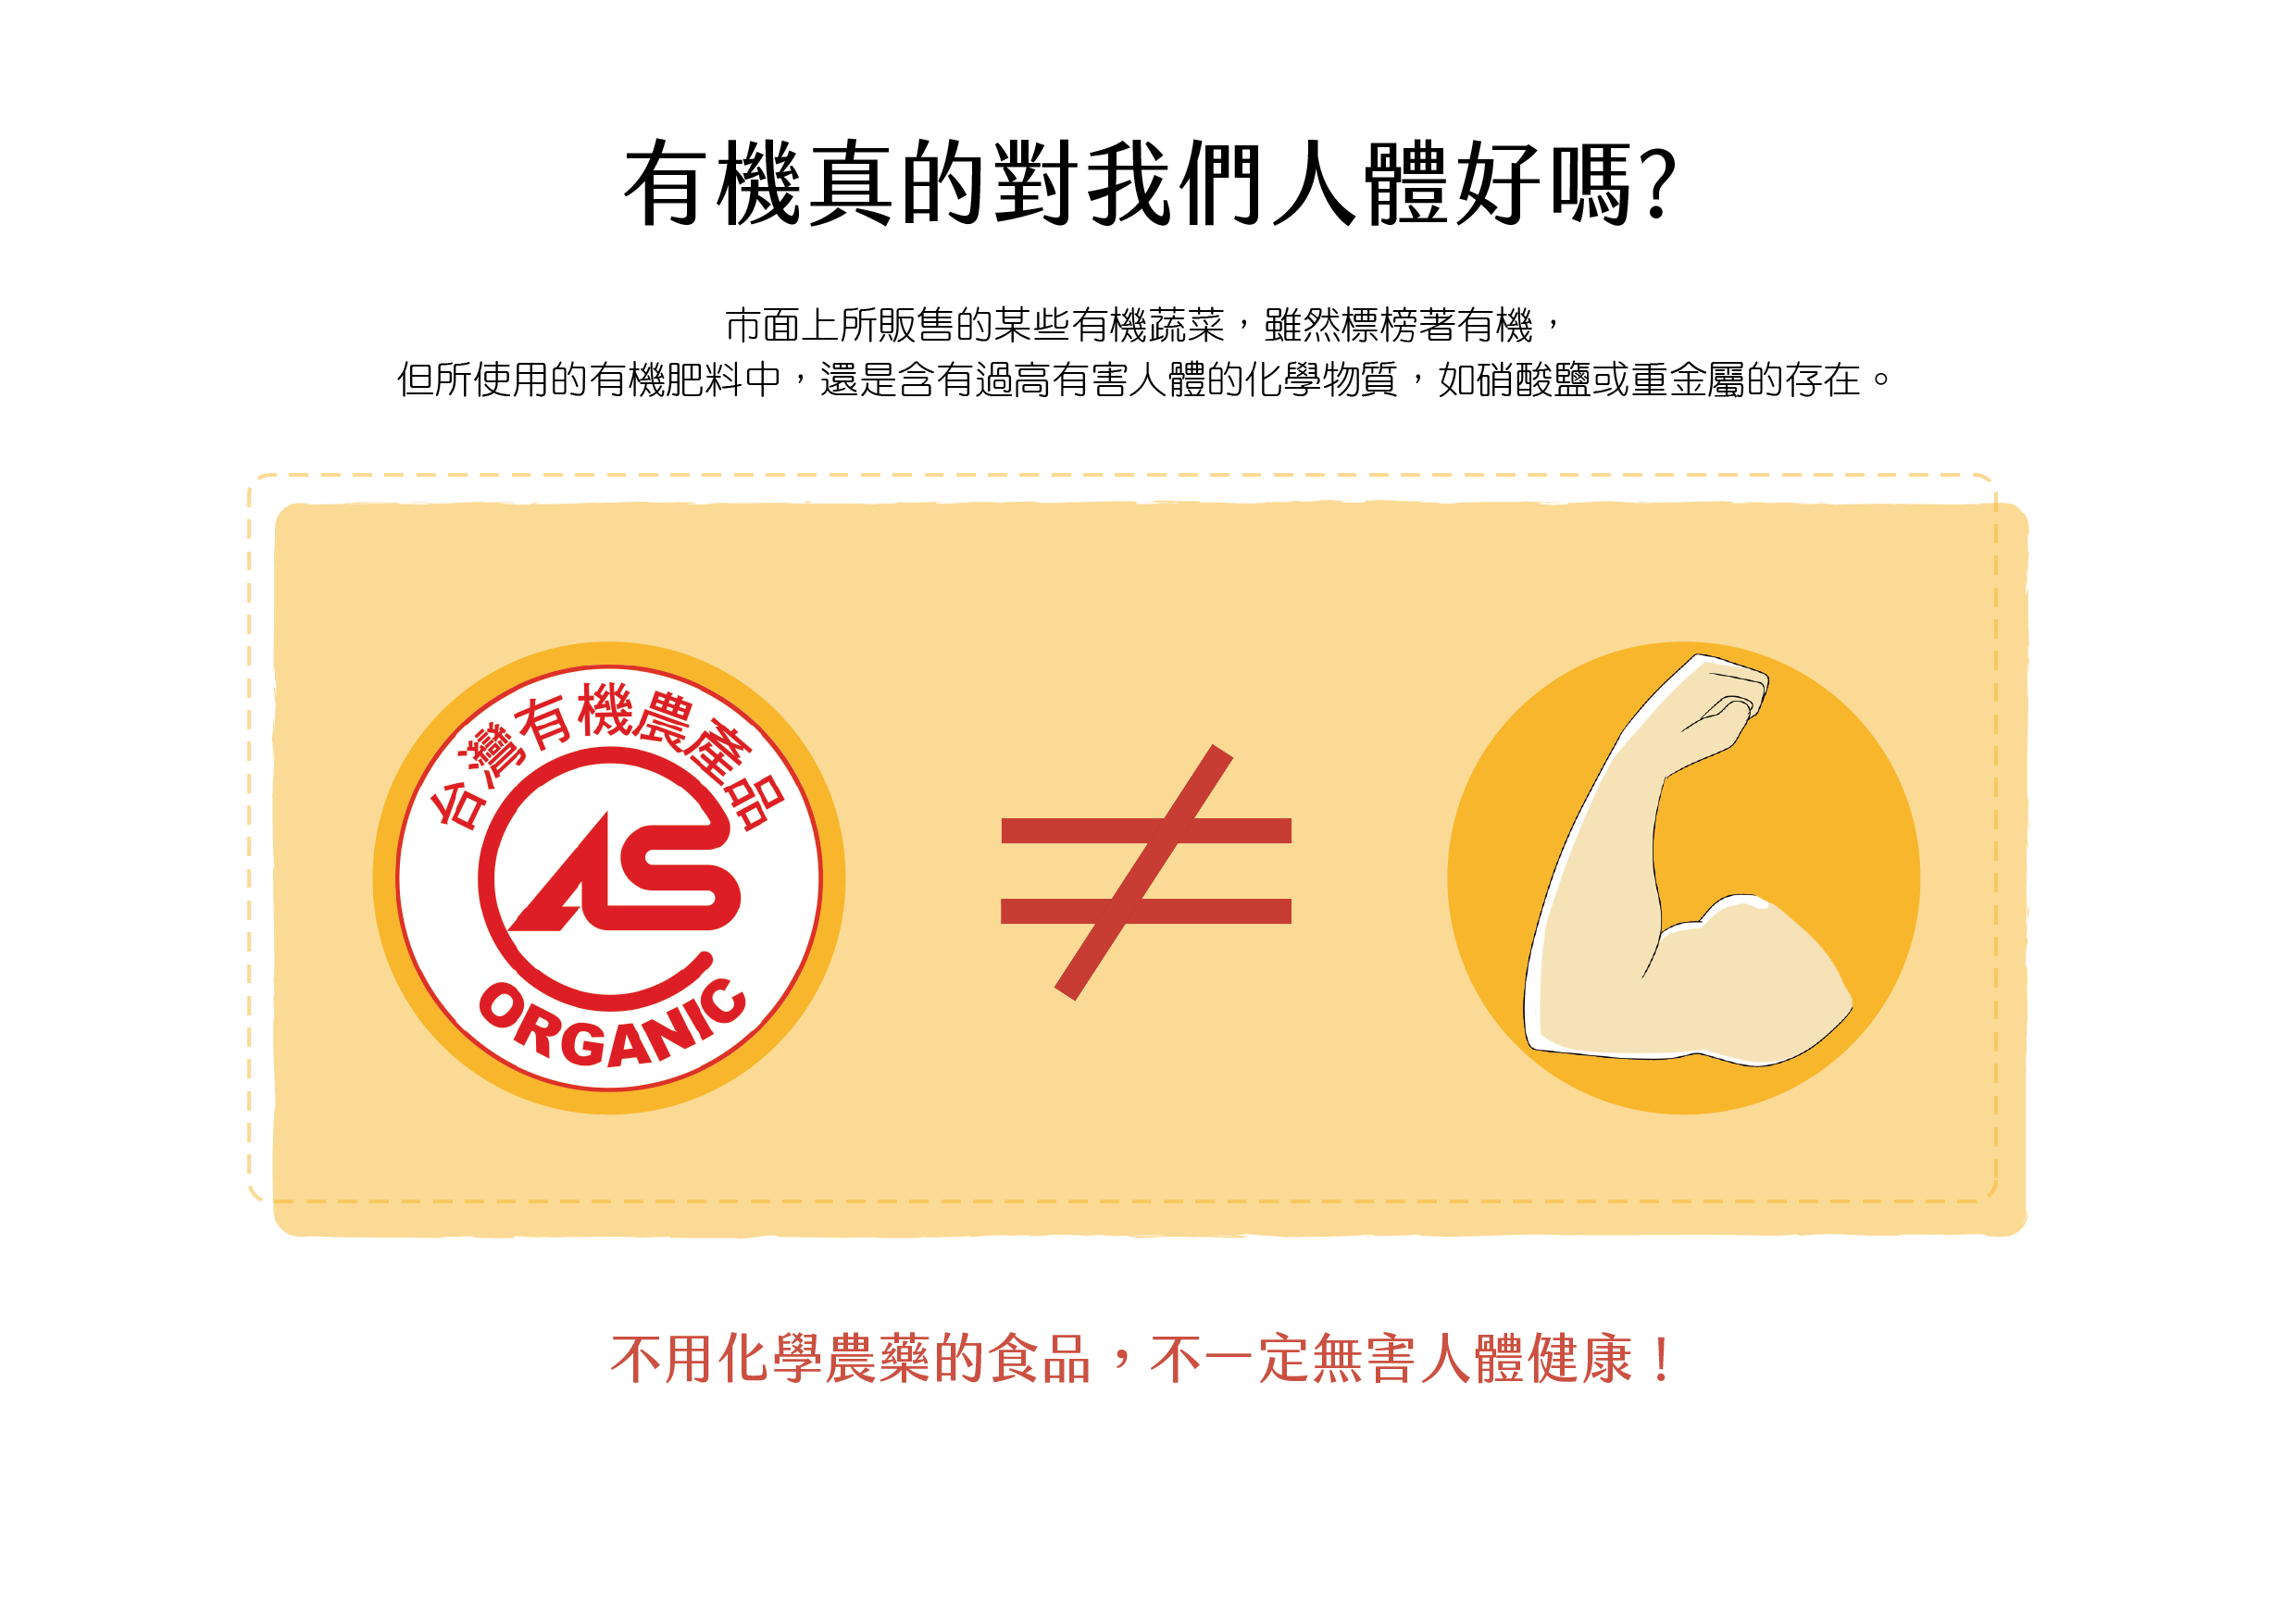 有機真的對我們人體好嗎?
市面上所販售的某些有機蔬菜，雖然標榜著有機，
但所使用的有機肥料中，還是含有過高有害人體的化學物質，如硝酸鹽或重金屬的存在。
台灣有機農產品
AS
ORGANIC
≠
不用化學農藥的食品，不一定無害人體健康！